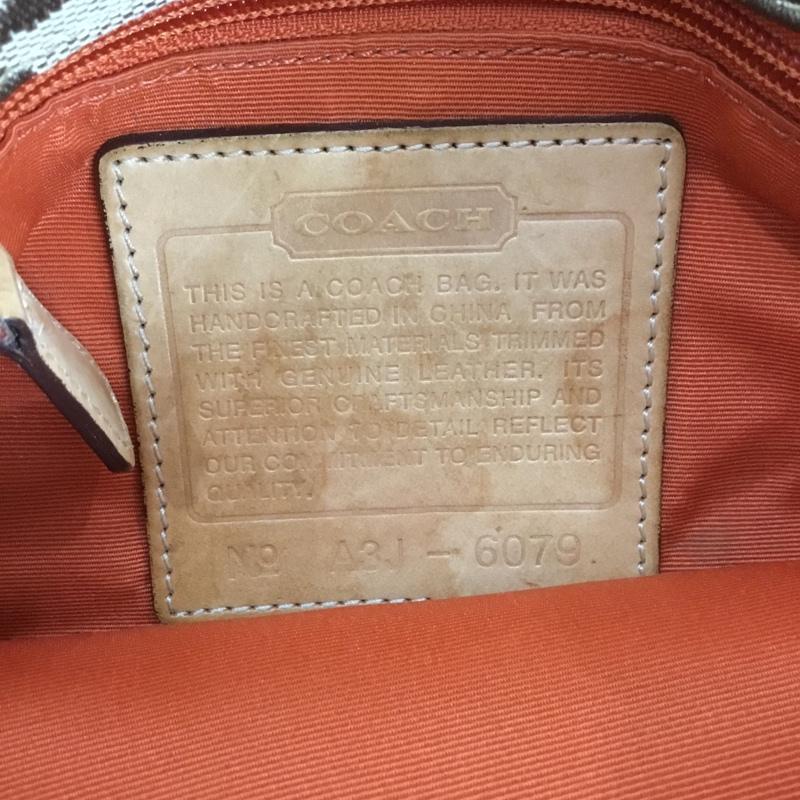 COACH
THIS IS A COACH BAG. IT WAS
HANDCRAFTED IN CHINA FROM
THE FINEST MATERIALS TRIMMED
WITH GENUINE LEATHER. ITS
SUPERIOR CRAFTSMANSHIP AND
ATTENTION TO DETAIL REFLECT
OUR COMMITMENT TO ENDURING
QUALITY.
Nº A3J - 6079